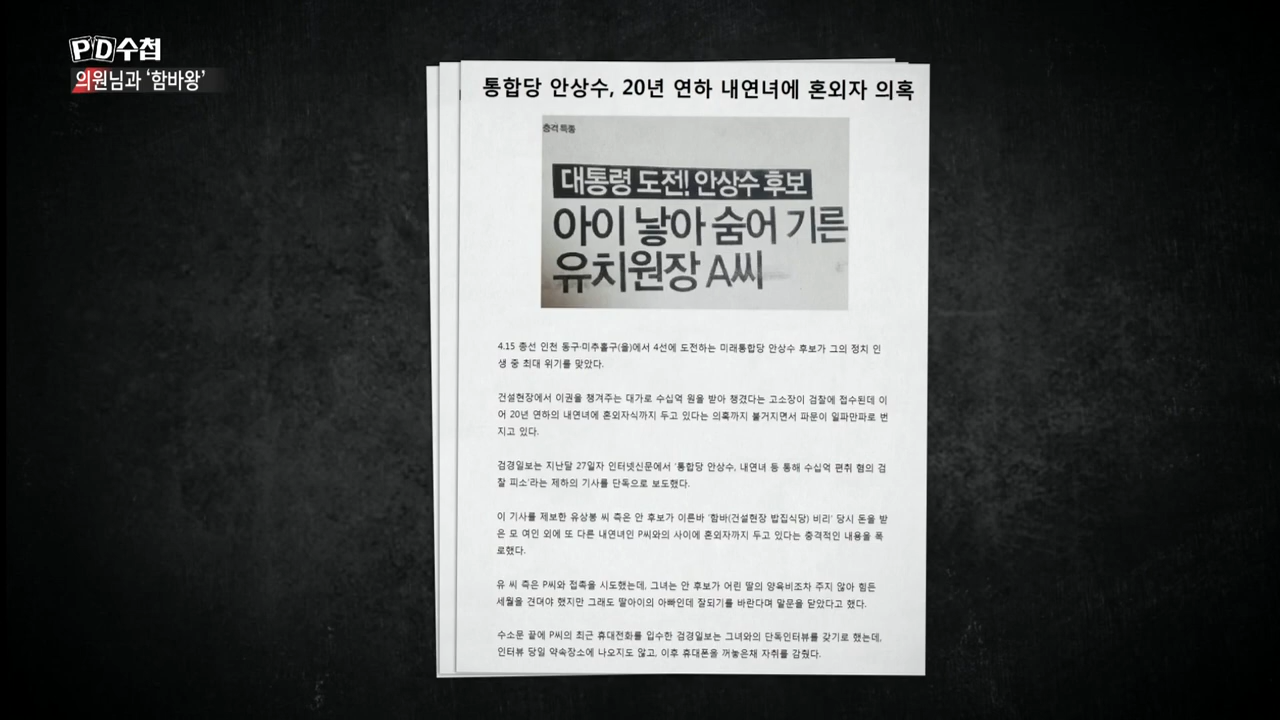 PD수첩
의원님과 ‘함바왕’
통합당 안상수, 20년 연하 내연녀에 혼외자 의혹
충격 특종
대통령 도전! 안상수 후보
아이 낳아 숨어 기른
유치원장 A씨
4.15 총선 인천 동구·미추홀구(을)에서 4선에 도전하는 미래통합당 안상수 후보가 그의 정치 인
생 중 최대 위기를 맞았다.
건설현장에서 이권을 챙겨주는 대가로 수십억 원을 받아 챙겼다는 고소장이 검찰에 접수된데 이
어 20년 연하의 내연녀에 혼외자식까지 두고 있다는 의혹까지 불거지면서 파문이 일파만파로 번
지고 있다.
검경일보는 지난달 27일자 인터넷신문에서 '통합당 안상수, 내연녀 등 통해 수십억 편취 혐의 검
찰 피소'라는 제하의 기사를 단독으로 보도했다.
이 기사를 제보한 유상봉 씨 측은 안 후보가 이른바 '함바(건설현장 밥집식당) 비리' 당시 돈을 받
은 모 여인 외에 또 다른 내연녀인 P씨와의 사이에 혼외자까지 두고 있다는 충격적인 내용을 폭
로했다.
유 씨 측은 P씨와 접촉을 시도했는데, 그녀는 안 후보가 어린 딸의 양육비조차 주지 않아 힘든
세월을 견뎌야 했지만 그래도 딸아이의 아빠인데 잘되기를 바란다며 말문을 닫았다고 했다.
수소문 끝에 P씨의 최근 휴대전화를 입수한 검경일보는 그녀와의 단독인터뷰를 갖기로 했는데,
인터뷰 당일 약속장소에 나오지도 않고, 이후 휴대폰을 꺼놓은채 자취를 감췄다.